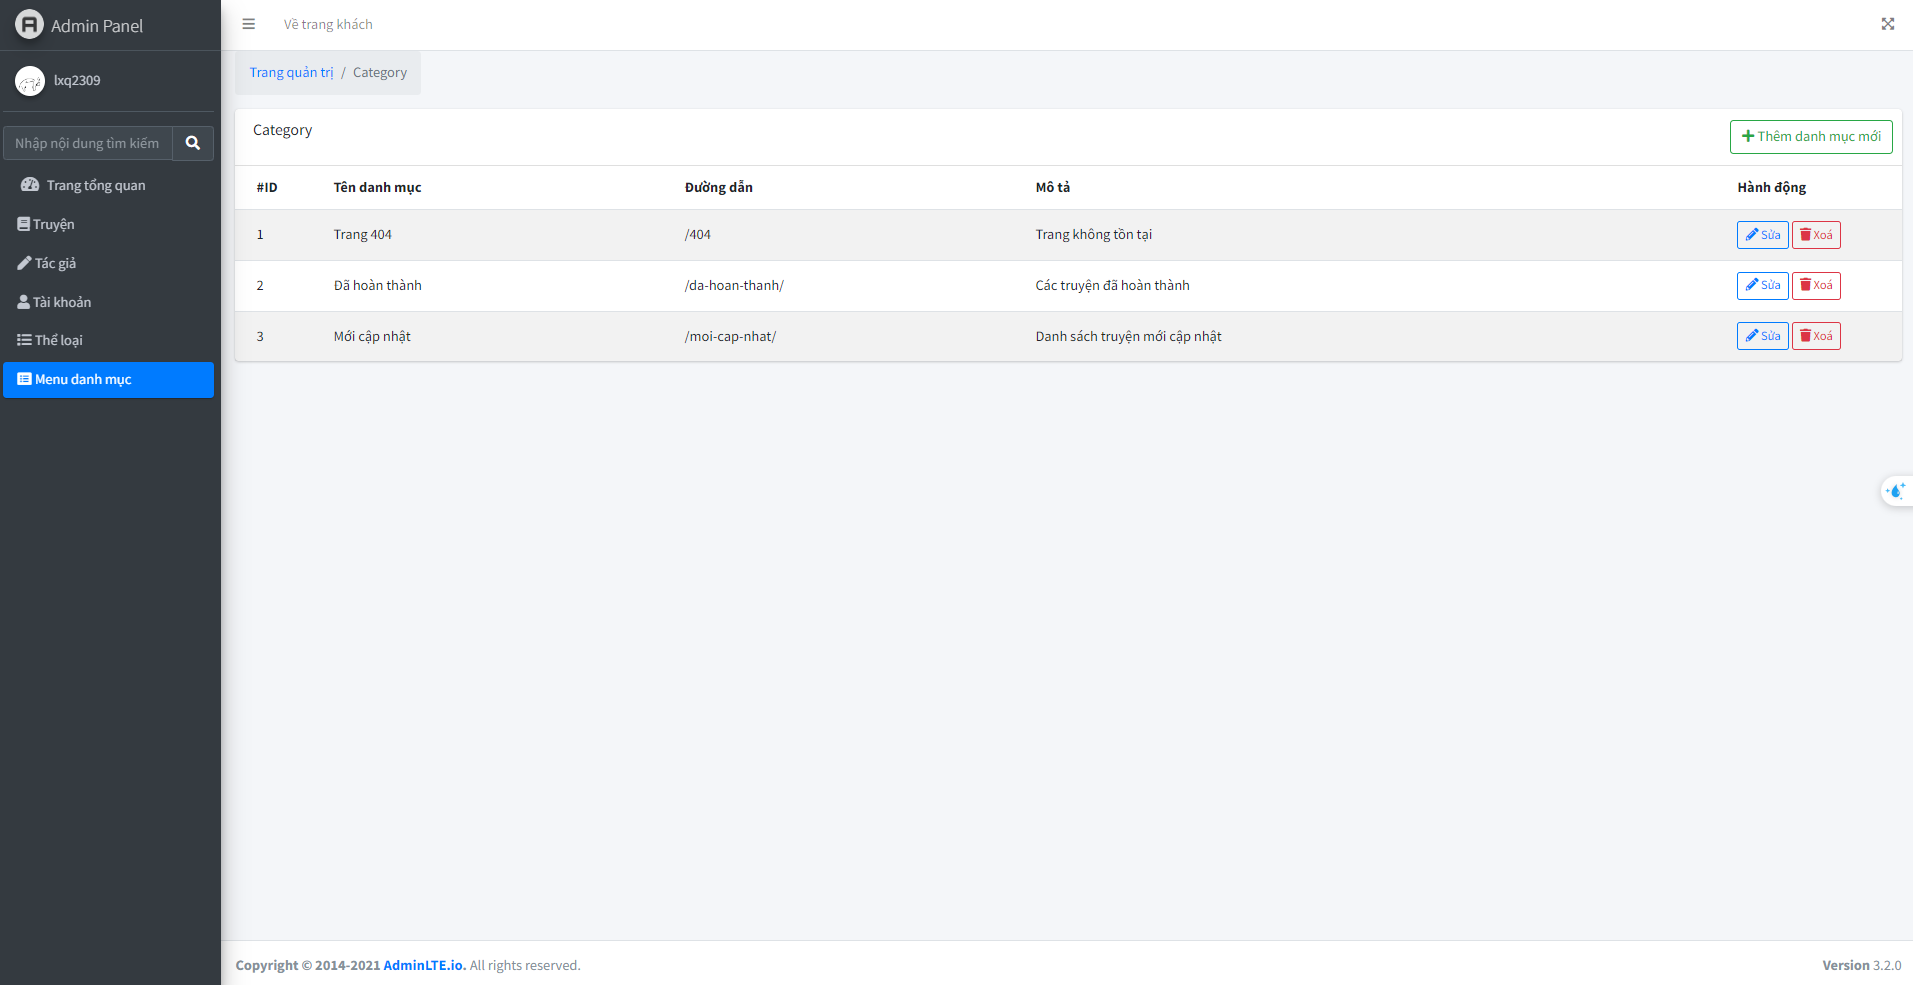 Admin Panel
Về trang khách
lxq2309
Nhập nội dung tìm kiếm
Trang tổng quan
Truyện
Tác giả
Tài khoản
Thể loại
Menu danh mục
Trang quản trị / Category
Category
Thêm danh mục mới
#ID Tên danh mục Đường dẫn Mô tả Hành động
1 Trang 404 /404 Trang không tồn tại Sửa Xoá
2 Đã hoàn thành /da-hoan-thanh/ Các truyện đã hoàn thành Sửa Xoá
3 Mới cập nhật /moi-cap-nhat/ Danh sách truyện mới cập nhật Sửa Xoá
Copyright © 2014-2021 AdminLTE.io. All rights reserved.
Version 3.2.0